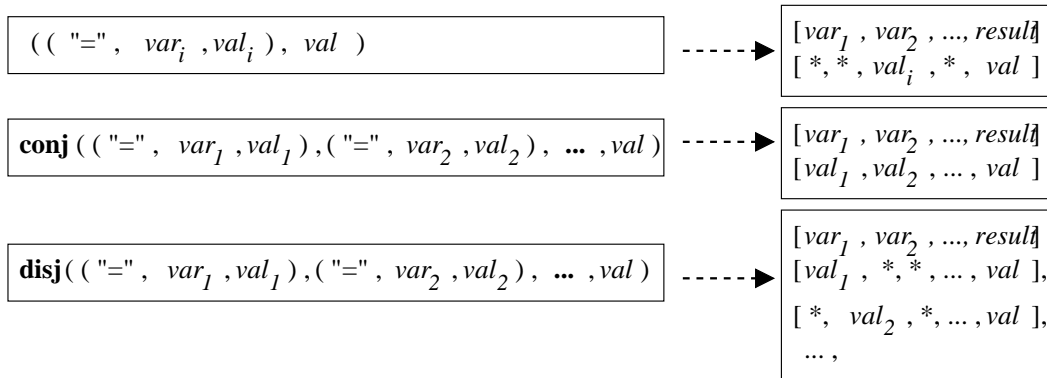 ( ( "=" , var_i , val_i ) , val )
[ var_1 , var_2 , ..., result]
[ *, * , val_i , * , val ]
conj ( ( "=" , var_1 , val_1 ) , ( "=" , var_2 , val_2 ) , ... , val )
[ var_1 , var_2 , ..., result]
[ val_1 , val_2 , ... , val ]
disj ( ( "=" , var_1 , val_1 ) , ( "=" , var_2 , val_2 ) , ... , val )
[ var_1 , var_2 , ..., result]
[ val_1 , *, * , ... , val ],
[ *, val_2 , *, ... , val ],
... ,